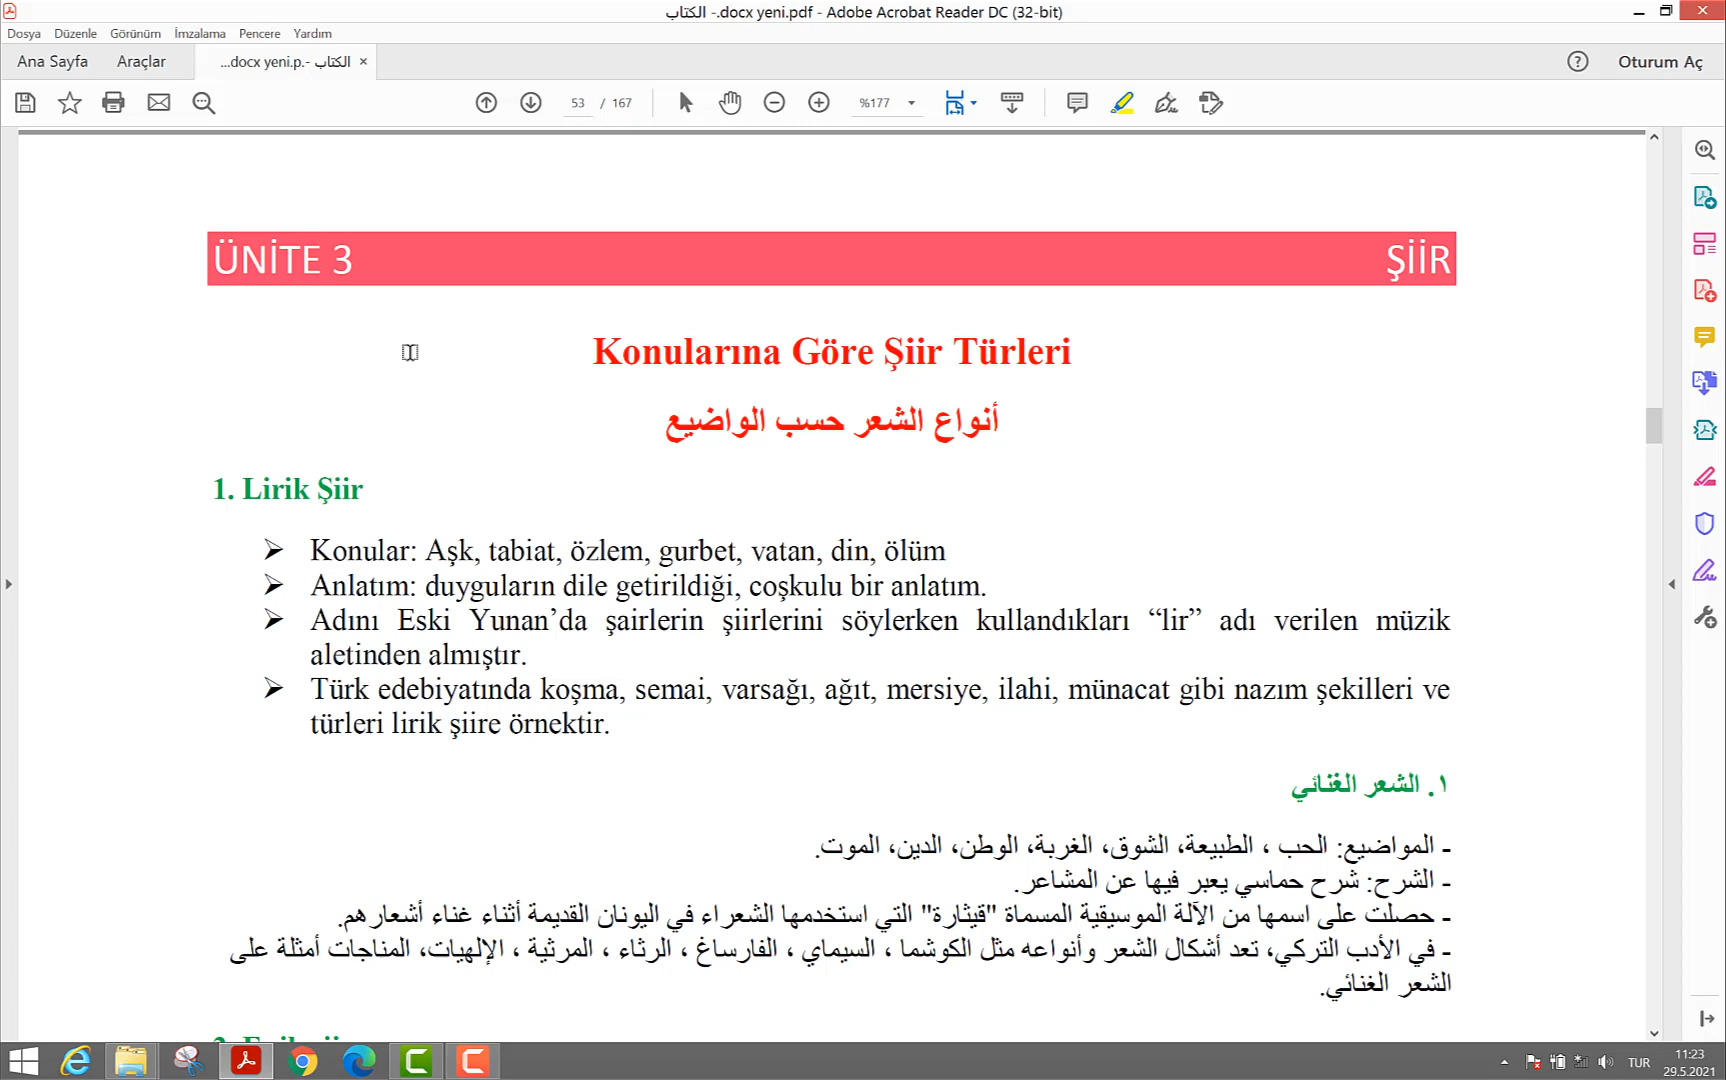 الكتاب -.docx yeni.pdf - Adobe Acrobat Reader DC (32-bit)
Dosya Düzenle Görünüm İmzalama Pencere Yardım
Ana Sayfa Araçlar الكتاب -.docx yeni.p... × Oturum Aç
53 / 167 %177
ÜNİTE 3 ŞİİR
Konularına Göre Şiir Türleri
أنواع الشعر حسب الواضيع
1. Lirik Şiir
➢ Konular: Aşk, tabiat, özlem, gurbet, vatan, din, ölüm
➢ Anlatım: duyguların dile getirildiği, coşkulu bir anlatım.
➢ Adını Eski Yunan’da şairlerin şiirlerini söylerken kullandıkları “lir” adı verilen müzik
aletinden almıştır.
➢ Türk edebiyatında koşma, semai, varsağı, ağıt, mersiye, ilahi, münacat gibi nazım şekilleri ve
türleri lirik şiire örnektir.
١. الشعر الغنائي
- المواضيع: الحب ، الطبيعة، الشوق، الغربة، الوطن، الدين، الموت.
- الشرح: شرح حماسي يعبر فيها عن المشاعر.
- حصلت على اسمها من الآلة الموسيقية المسماة "قيثارة" التي استخدمها الشعراء في اليونان القديمة أثناء غناء أشعارهم.
- في الأدب التركي، تعد أشكال الشعر وأنواعه مثل الكوشما ، السيماي ، الفارساغ ، الرثاء ، المرثية ، الإلهيات، المناجات أمثلة على
الشعر الغنائي.
TUR 11:23
29.5.2021